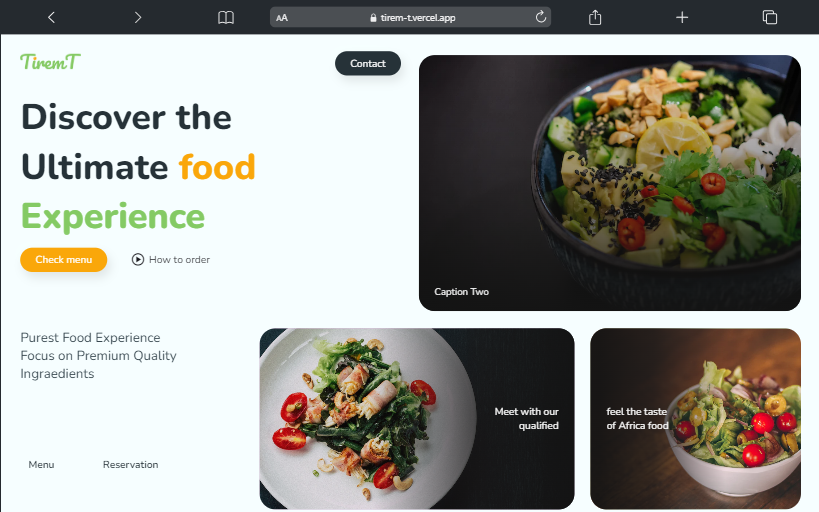 AA
tirem-t.vercel.app
TiremT
Contact
Discover the
Ultimate food
Experience
Check menu
How to order
Caption Two
Purest Food Experience
Focus on Premium Quality
Ingraedients
Menu
Reservation
Meet with our
qualified
feel the taste
of Africa food